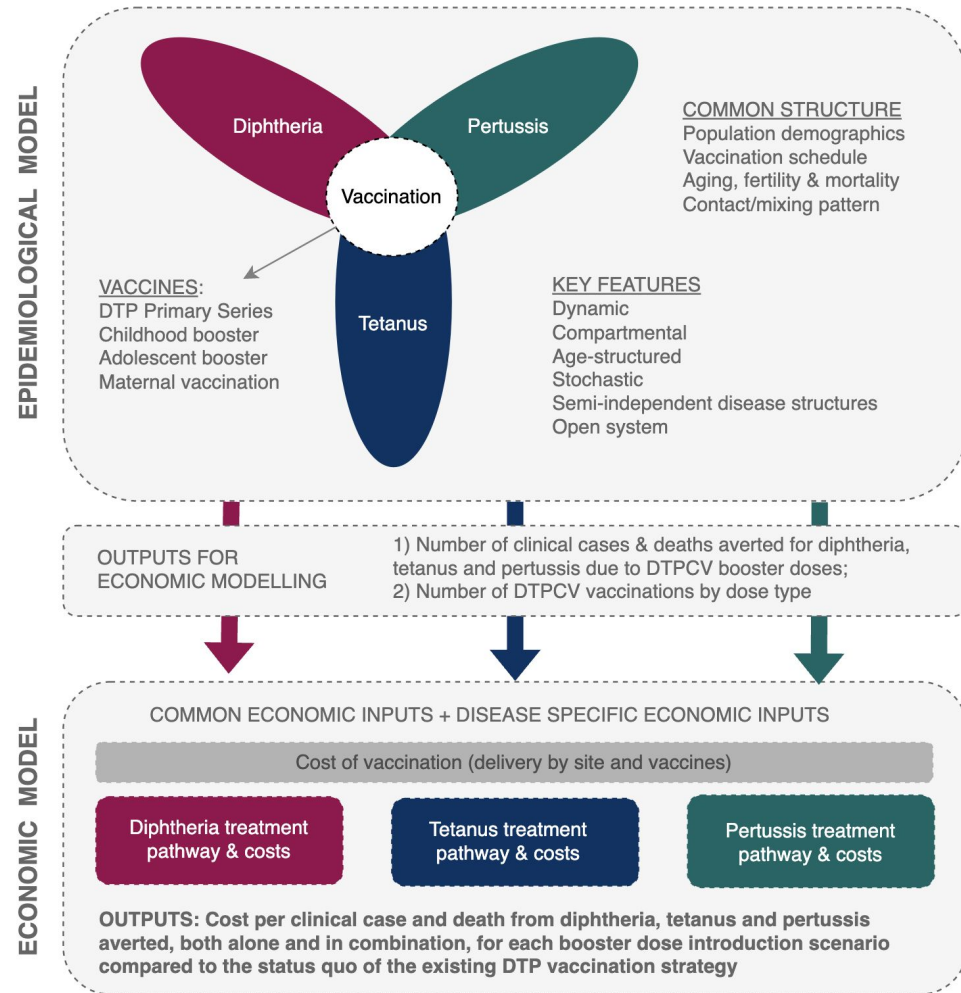 EPIDEMIOLOGICAL MODEL
Diphtheria
Pertussis
Vaccination
Tetanus
COMMON STRUCTURE
Population demographics
Vaccination schedule
Aging, fertility & mortality
Contact/mixing pattern
VACCINES:
DTP Primary Series
Childhood booster
Adolescent booster
Maternal vaccination
KEY FEATURES
Dynamic
Compartmental
Age-structured
Stochastic
Semi-independent disease structures
Open system
OUTPUTS FOR
ECONOMIC MODELLING
1) Number of clinical cases & deaths averted for diphtheria,
tetanus and pertussis due to DTPCV booster doses;
2) Number of DTPCV vaccinations by dose type
ECONOMIC MODEL
COMMON ECONOMIC INPUTS + DISEASE SPECIFIC ECONOMIC INPUTS
Cost of vaccination (delivery by site and vaccines)
Diphtheria treatment
pathway & costs
Tetanus treatment
pathway & costs
Pertussis treatment
pathway & costs
OUTPUTS: Cost per clinical case and death from diphtheria, tetanus and pertussis
averted, both alone and in combination, for each booster dose introduction scenario
compared to the status quo of the existing DTP vaccination strategy